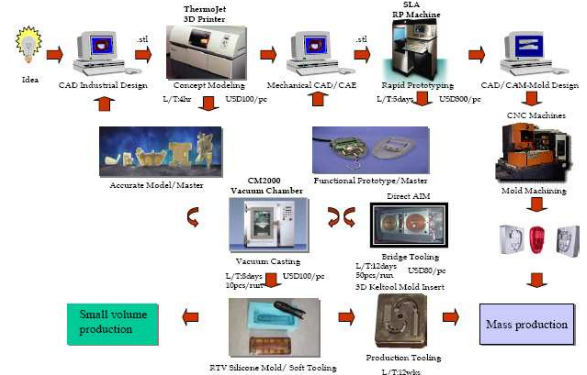 ThermoJet
3D Printer
SLA
RP Machine
.stl
.stl
Idea
CAD Industrial Design
Concept Modeling
Mechanical CAD/CAE
Rapid Prototyping
CAD/CAM-Mold Design
L/T:4hr
USD100/pc
L/T:5days
USD800/pc
CNC Machines
Accurate Model/Master
Functional Prototype/Master
Mold Machining
CM2000
Vacuum Chamber
Direct AIM
Vacuum Casting
Bridge Tooling
L/T:8days
USD100/pc
10pcs/run
L/T:12days
USD80/pc
50pcs/run
3D Keltool Mold Insert
Small volume
production
Mass production
RTV Silicone Mold/ Soft Tooling
Production Tooling
L/T:12wks